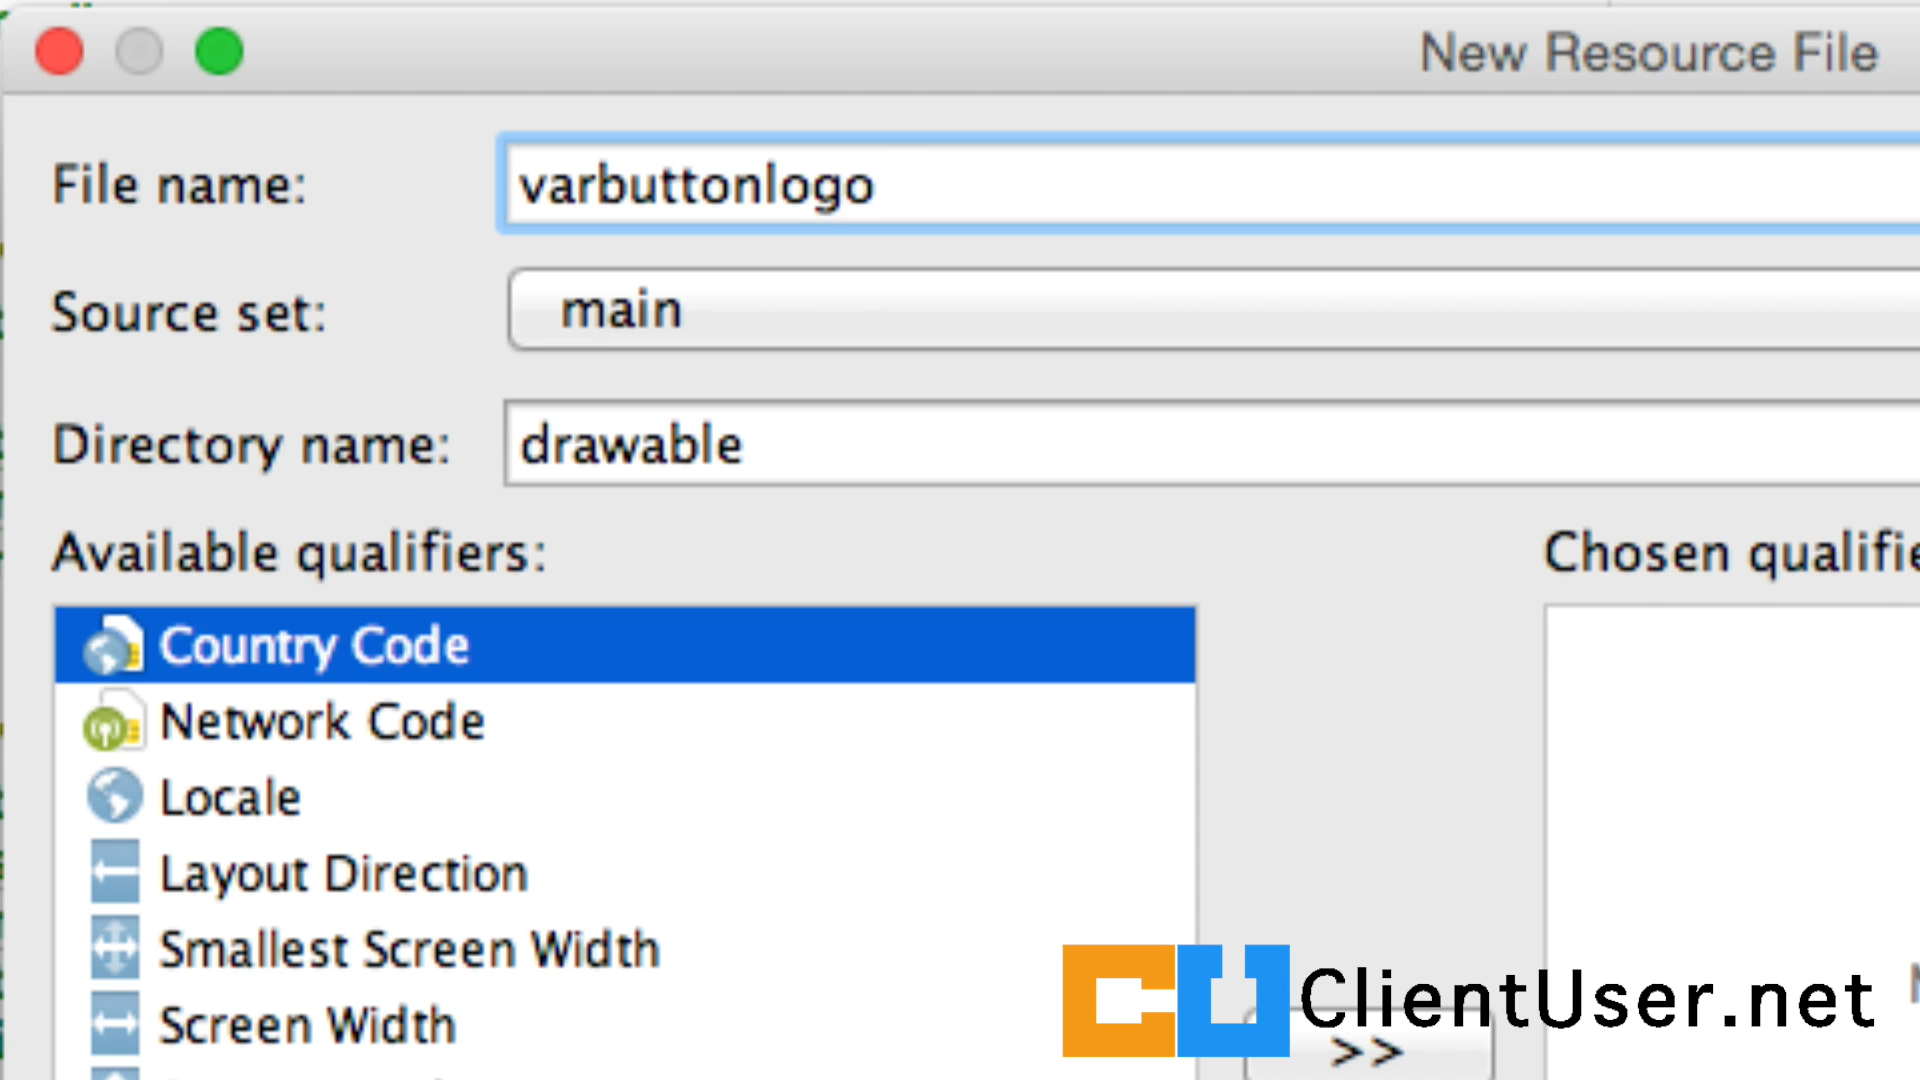 New Resource File
File name: varbuttonlogo
Source set: main
Directory name: drawable
Available qualifiers:
Chosen
Country Code
Network Code
Locale
Layout Direction
Smallest Screen Width
Screen Width
>>
CU ClientUser.net